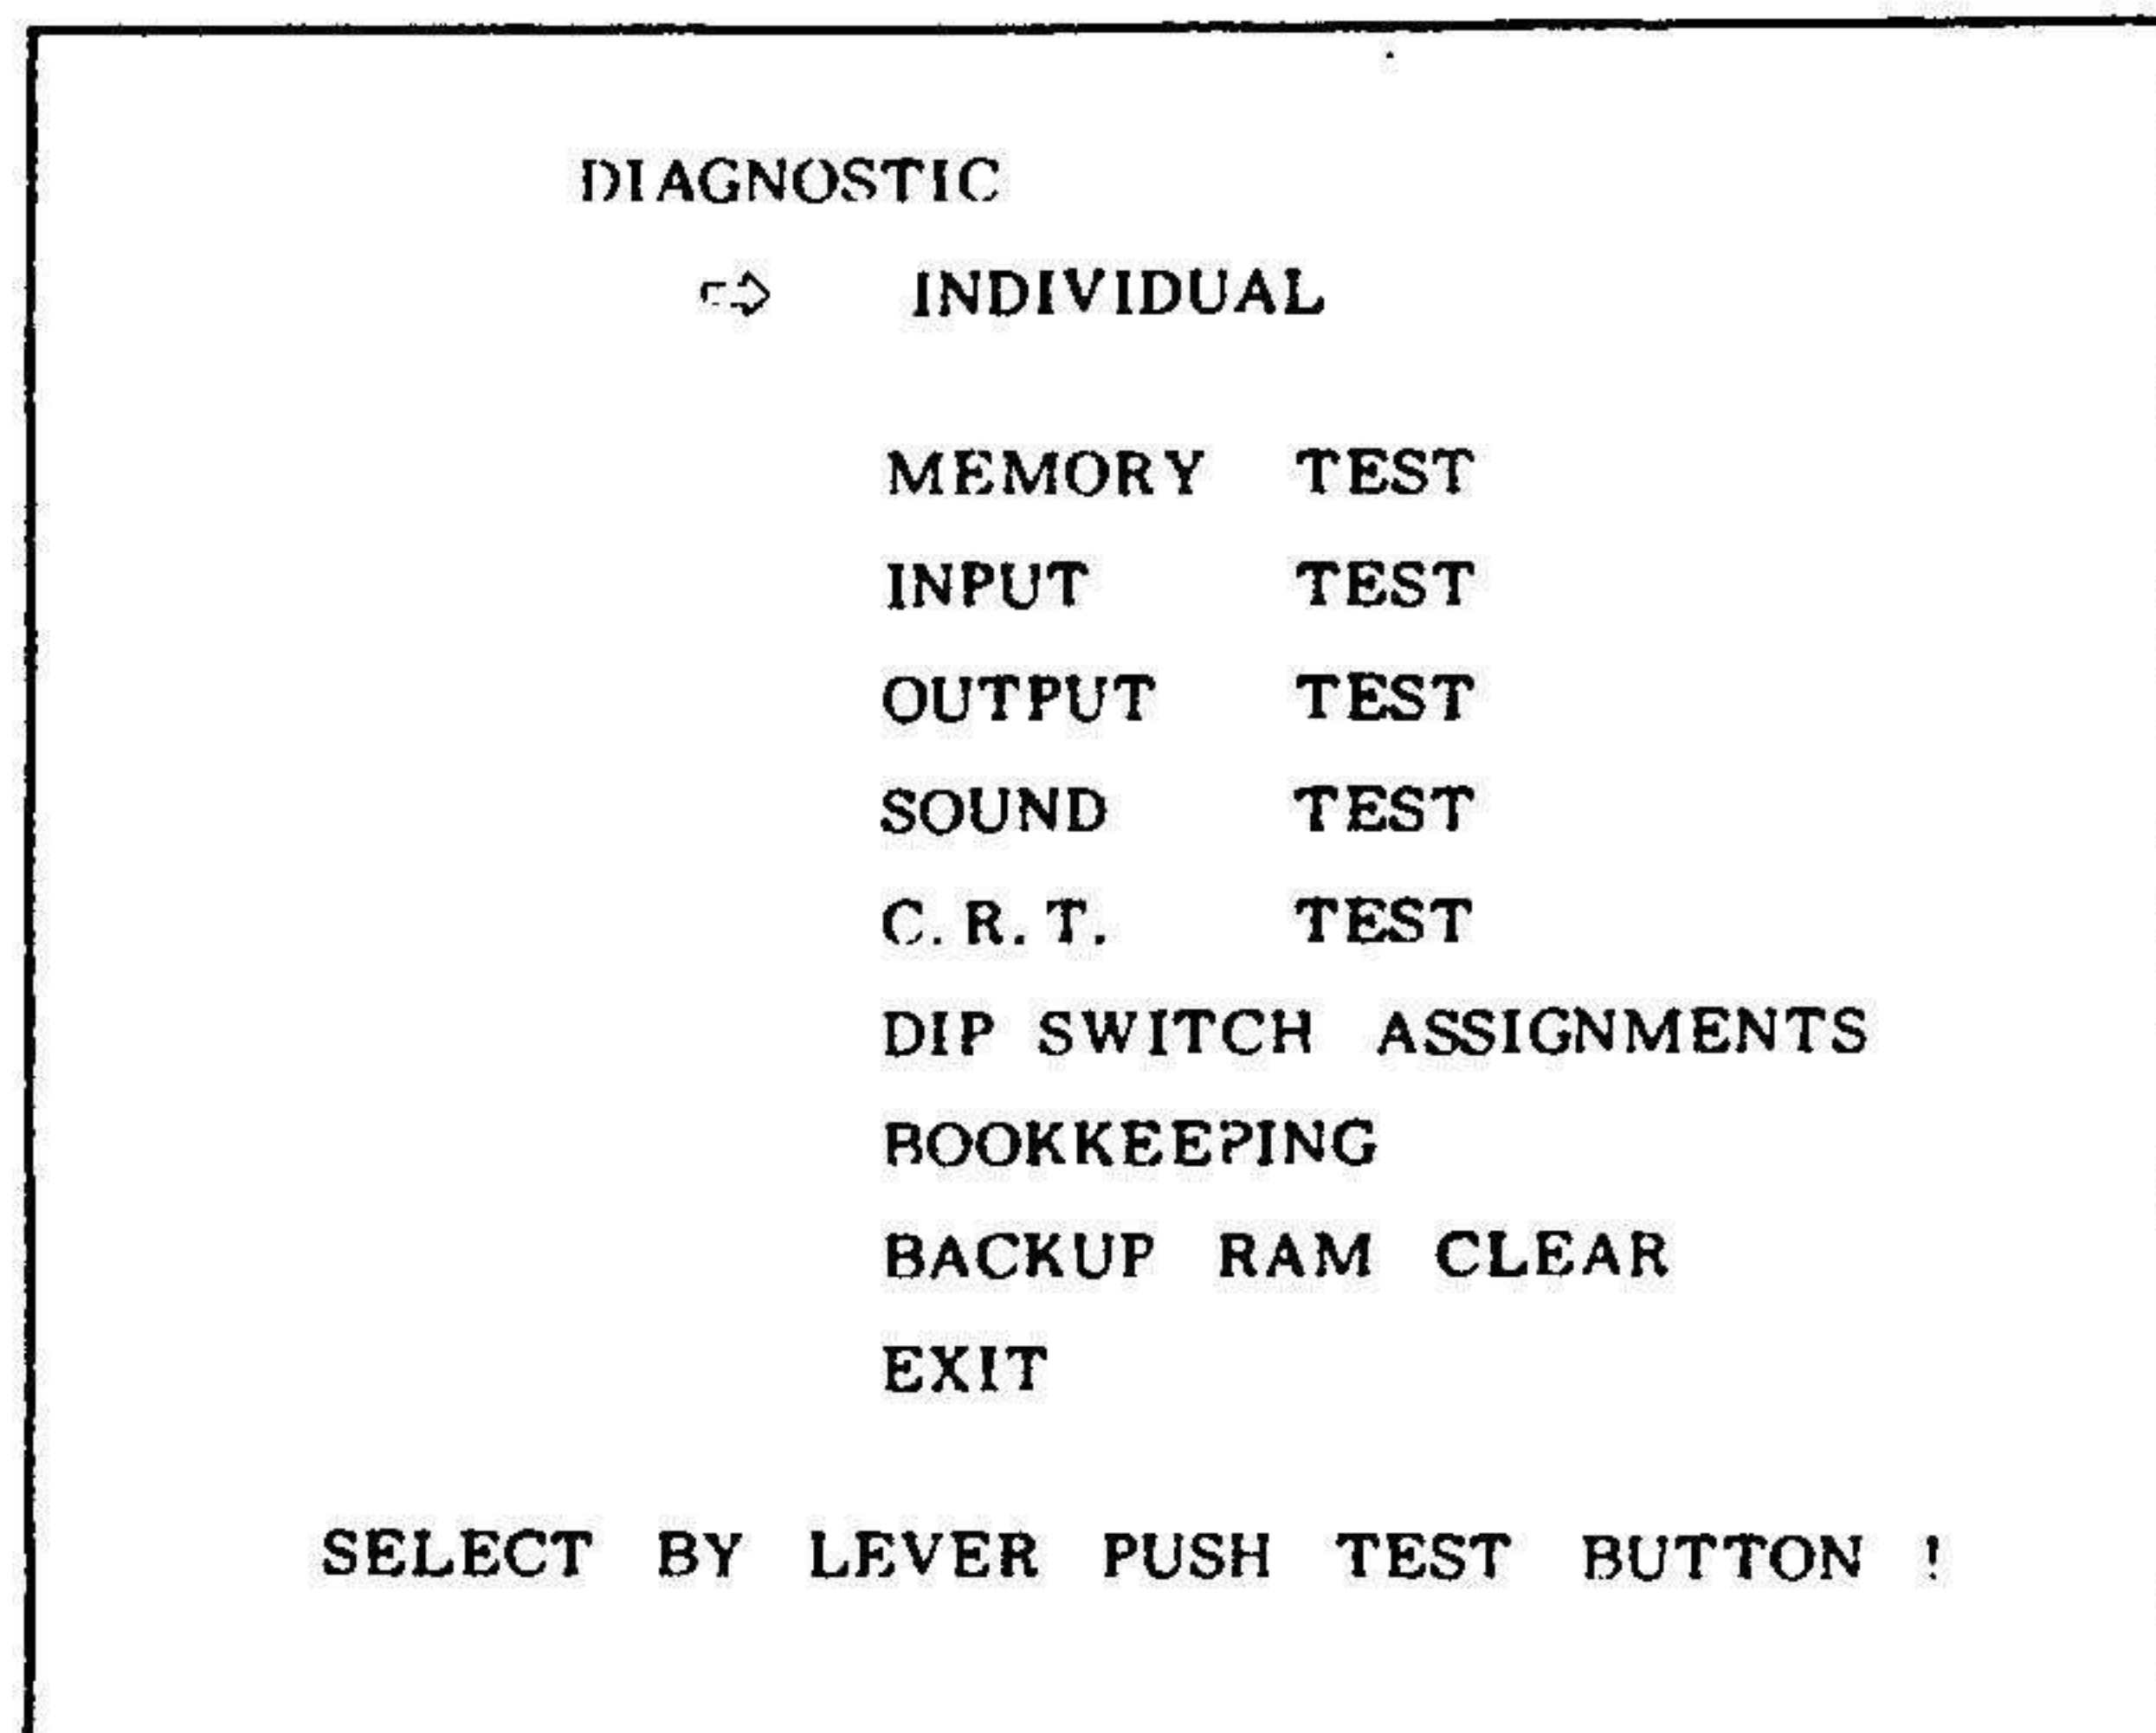 DIAGNOSTIC
⇨ INDIVIDUAL
MEMORY TEST
INPUT TEST
OUTPUT TEST
SOUND TEST
C. R. T. TEST
DIP SWITCH ASSIGNMENTS
BOOKKEEPING
BACKUP RAM CLEAR
EXIT
SELECT BY LEVER PUSH TEST BUTTON !